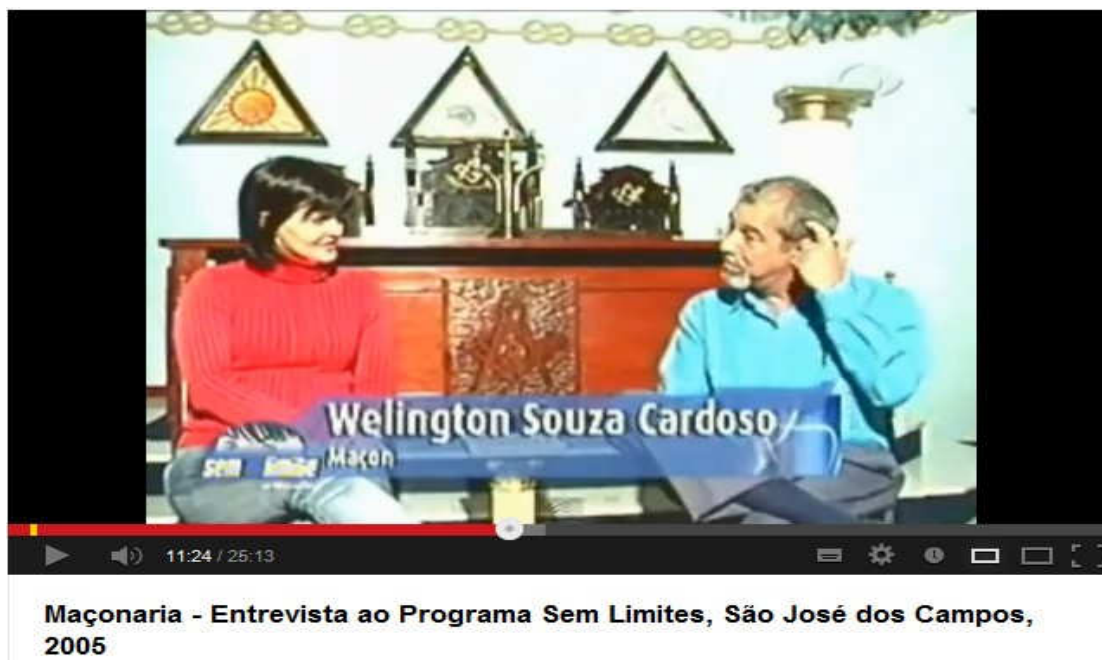 Welington Souza Cardoso
Maçon
sem limite
11:24 / 25:13
Maçonaria - Entrevista ao Programa Sem Limites, São José dos Campos,
2005